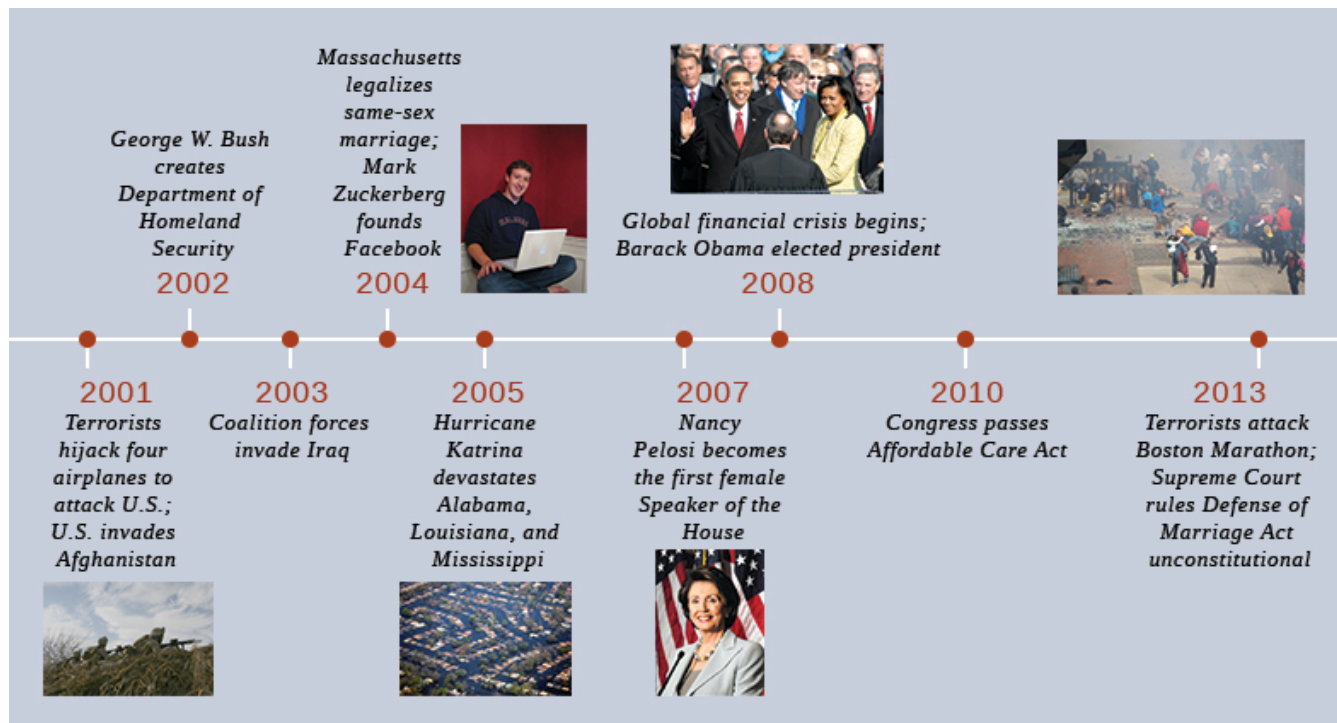 Massachusetts
legalizes
same-sex
marriage;
Mark
Zuckerberg
founds
Facebook
2004
George W. Bush
creates
Department of
Homeland
Security
2002
Global financial crisis begins;
Barack Obama elected president
2008
2001
Terrorists
hijack four
airplanes to
attack U.S.;
U.S. invades
Afghanistan
2003
Coalition forces
invade Iraq
2005
Hurricane
Katrina
devastates
Alabama,
Louisiana, and
Mississippi
2007
Nancy
Pelosi becomes
the first female
Speaker of the
House
2010
Congress passes
Affordable Care Act
2013
Terrorists attack
Boston Marathon;
Supreme Court
rules Defense of
Marriage Act
unconstitutional